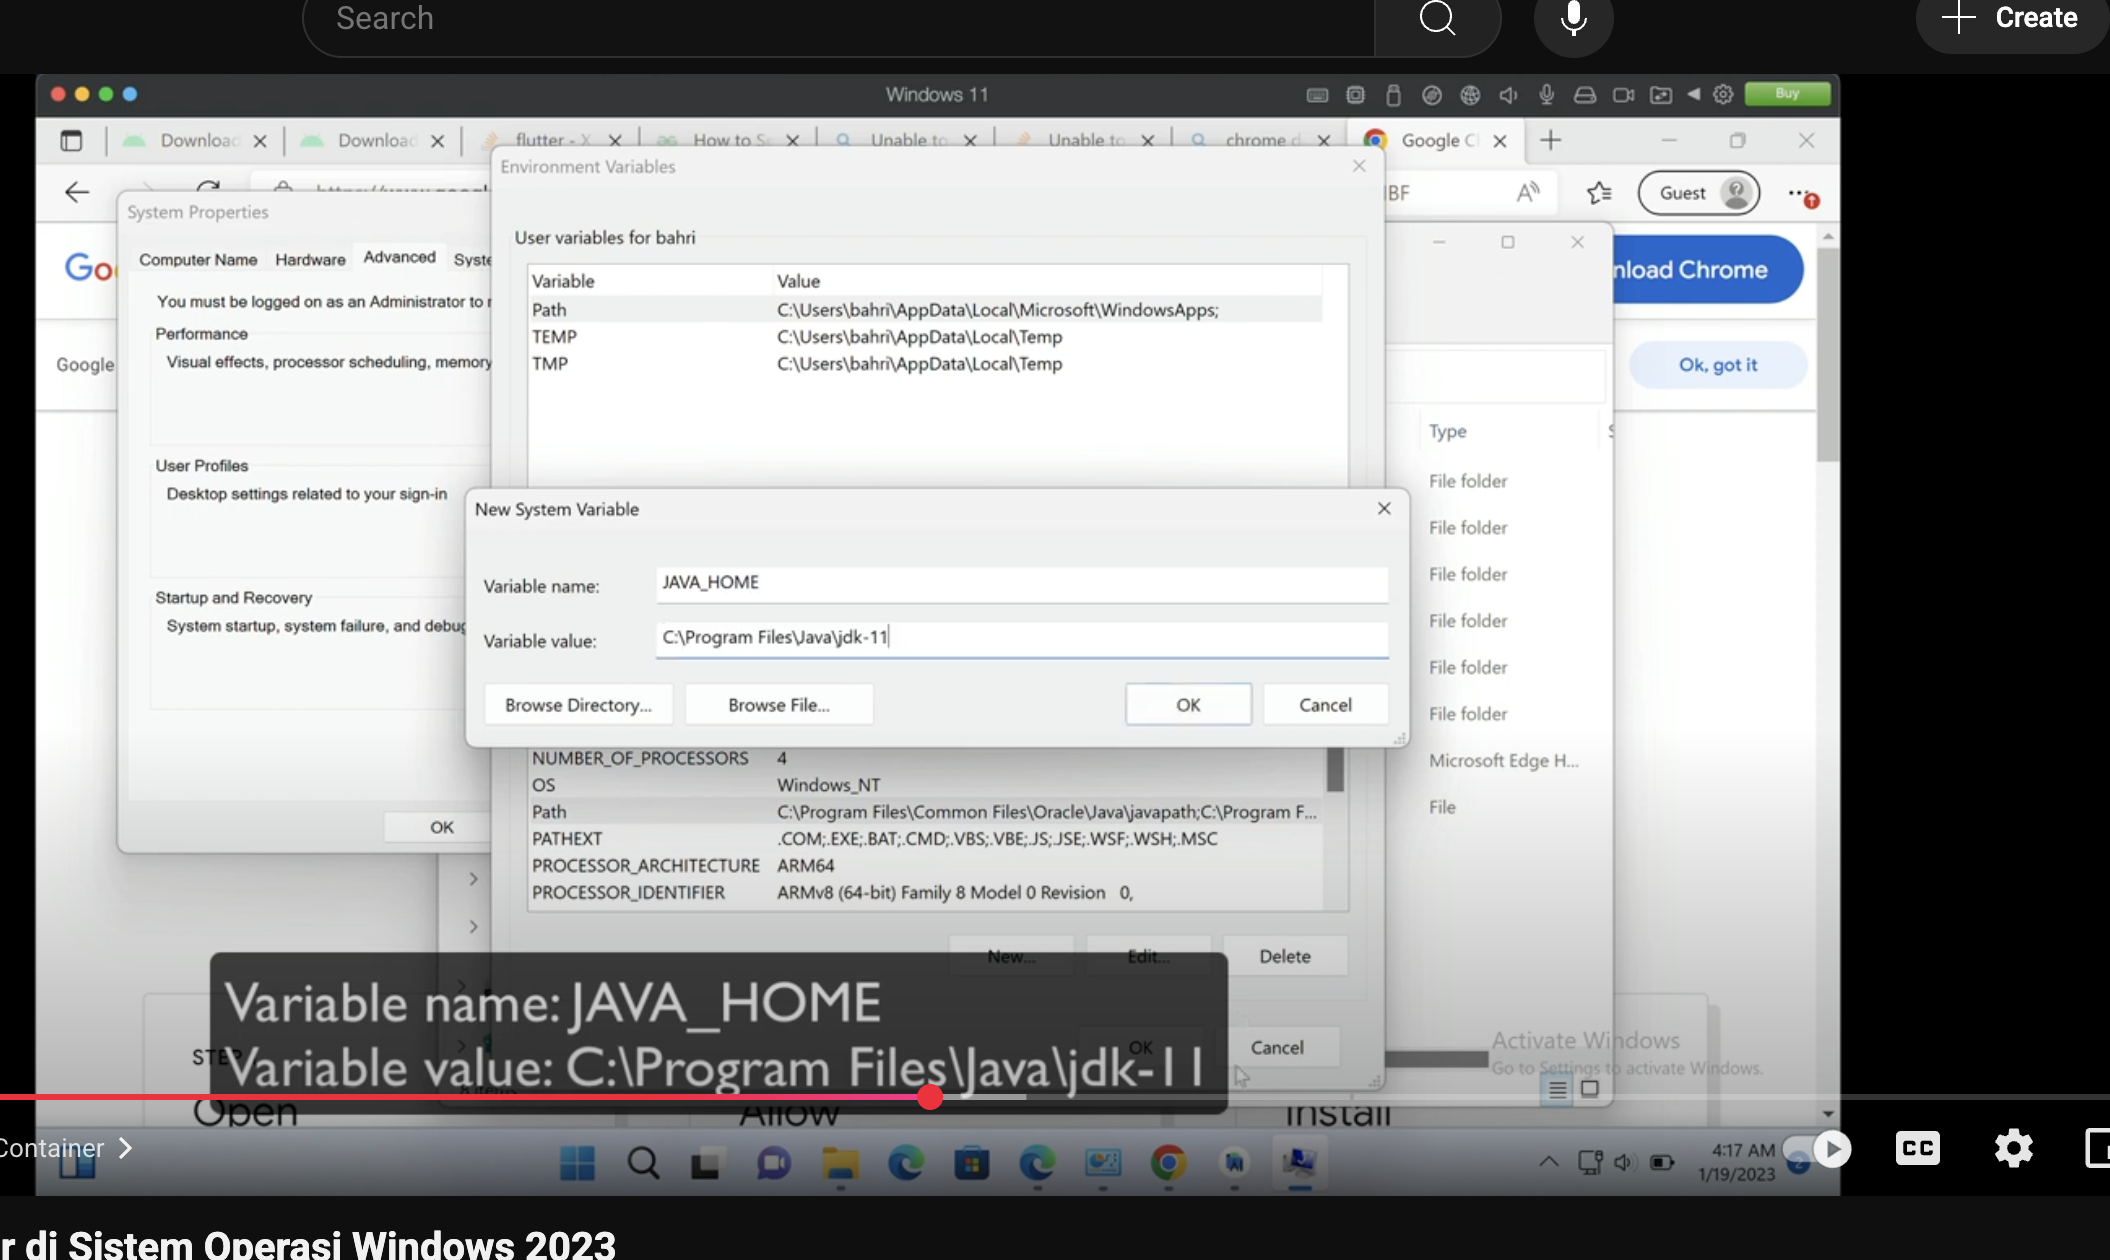 Search
Create
Windows 11
Buy
Download
Download
flutter - X
How to Se
Unable to
Unable to
chrome d
Google C
Guest
Environment Variables
System Properties
Computer Name
Hardware
Advanced
Syste
You must be logged on as an Administrator to
Performance
Visual effects, processor scheduling, memory
User Profiles
Desktop settings related to your sign-in
Startup and Recovery
System startup, system failure, and debug
OK
Goo
Google
User variables for bahri
Variable Value
Path C:\Users\bahri\AppData\Local\Microsoft\WindowsApps;
TEMP C:\Users\bahri\AppData\Local\Temp
TMP C:\Users\bahri\AppData\Local\Temp
nload Chrome
Ok, got it
Type
File folder
File folder
File folder
File folder
File folder
File folder
Microsoft Edge H...
File
New System Variable
Variable name: JAVA_HOME
Variable value: C:\Program Files\Java\jdk-11
Browse Directory...
Browse File...
OK
Cancel
NUMBER_OF_PROCESSORS 4
OS Windows_NT
Path C:\Program Files\Common Files\Oracle\Java\javapath;C:\Program F...
PATHEXT .COM;.EXE;.BAT;.CMD;.VBS;.VBE;.JS;.JSE;.WSF;.WSH;.MSC
PROCESSOR_ARCHITECTURE ARM64
PROCESSOR_IDENTIFIER ARMv8 (64-bit) Family 8 Model 0 Revision 0,
New...
Edit...
Delete
OK
Cancel
Variable name: JAVA_HOME
Variable value: C:\Program Files\Java\jdk-11
Activate Windows
Go to Settings to activate Windows.
Open
Allow
Install
Container
4:17 AM
1/19/2023
2
CC
r di Sistem Operasi Windows 2023